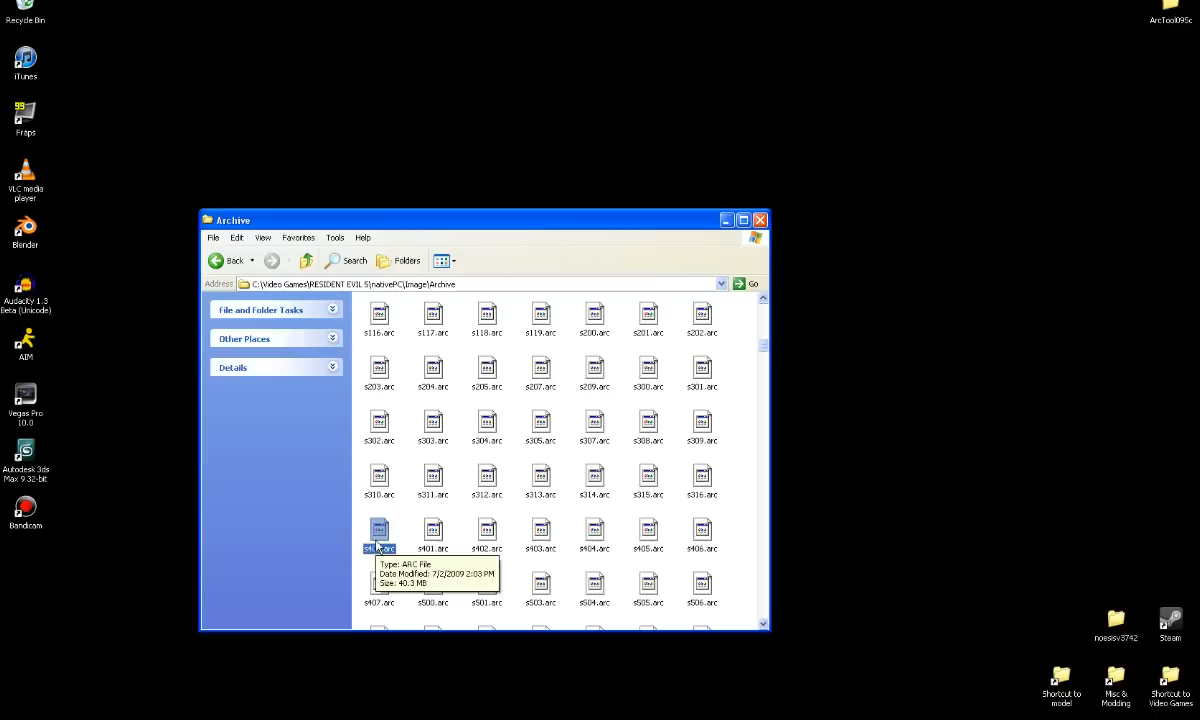 Recycle Bin
ArcTool095c
iTunes
99
Fraps
VLC media
player
Blender
Audacity 1.3
Beta (Unicode)
AIM
Vegas Pro
10.0
Autodesk 3ds
Max 9 32-bit
Bandicam
Archive
File Edit View Favorites Tools Help
Back Search Folders
Address C:\Video Games\RESIDENT EVIL 5\nativePC\Image\Archive Go
File and Folder Tasks
Other Places
Details
s116.arc s117.arc s118.arc s119.arc s200.arc s201.arc s202.arc
s203.arc s204.arc s205.arc s207.arc s209.arc s300.arc s301.arc
s302.arc s303.arc s304.arc s305.arc s307.arc s308.arc s309.arc
s310.arc s311.arc s312.arc s313.arc s314.arc s315.arc s316.arc
s401.arc s402.arc s403.arc s404.arc s405.arc s406.arc
Type: ARC File
Date Modified: 7/2/2009 2:03 PM
Size: 40.3 MB
s407.arc s500.arc s501.arc s503.arc s504.arc s505.arc s506.arc
noesisv3742
Steam
Shortcut to
model
Misc &
Modding
Shortcut to
Video Games